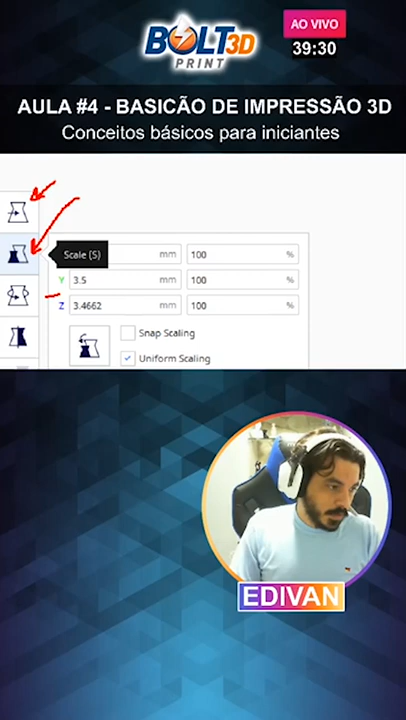 BOLT3D
PRINT
AO VIVO
39:30
AULA #4 - BASICÃO DE IMPRESSÃO 3D
Conceitos básicos para iniciantes
Scale (S)
mm
100
%
Y
3.5
mm
100
%
Z
3.4662
mm
100
%
Snap Scaling
Uniform Scaling
EDIVAN